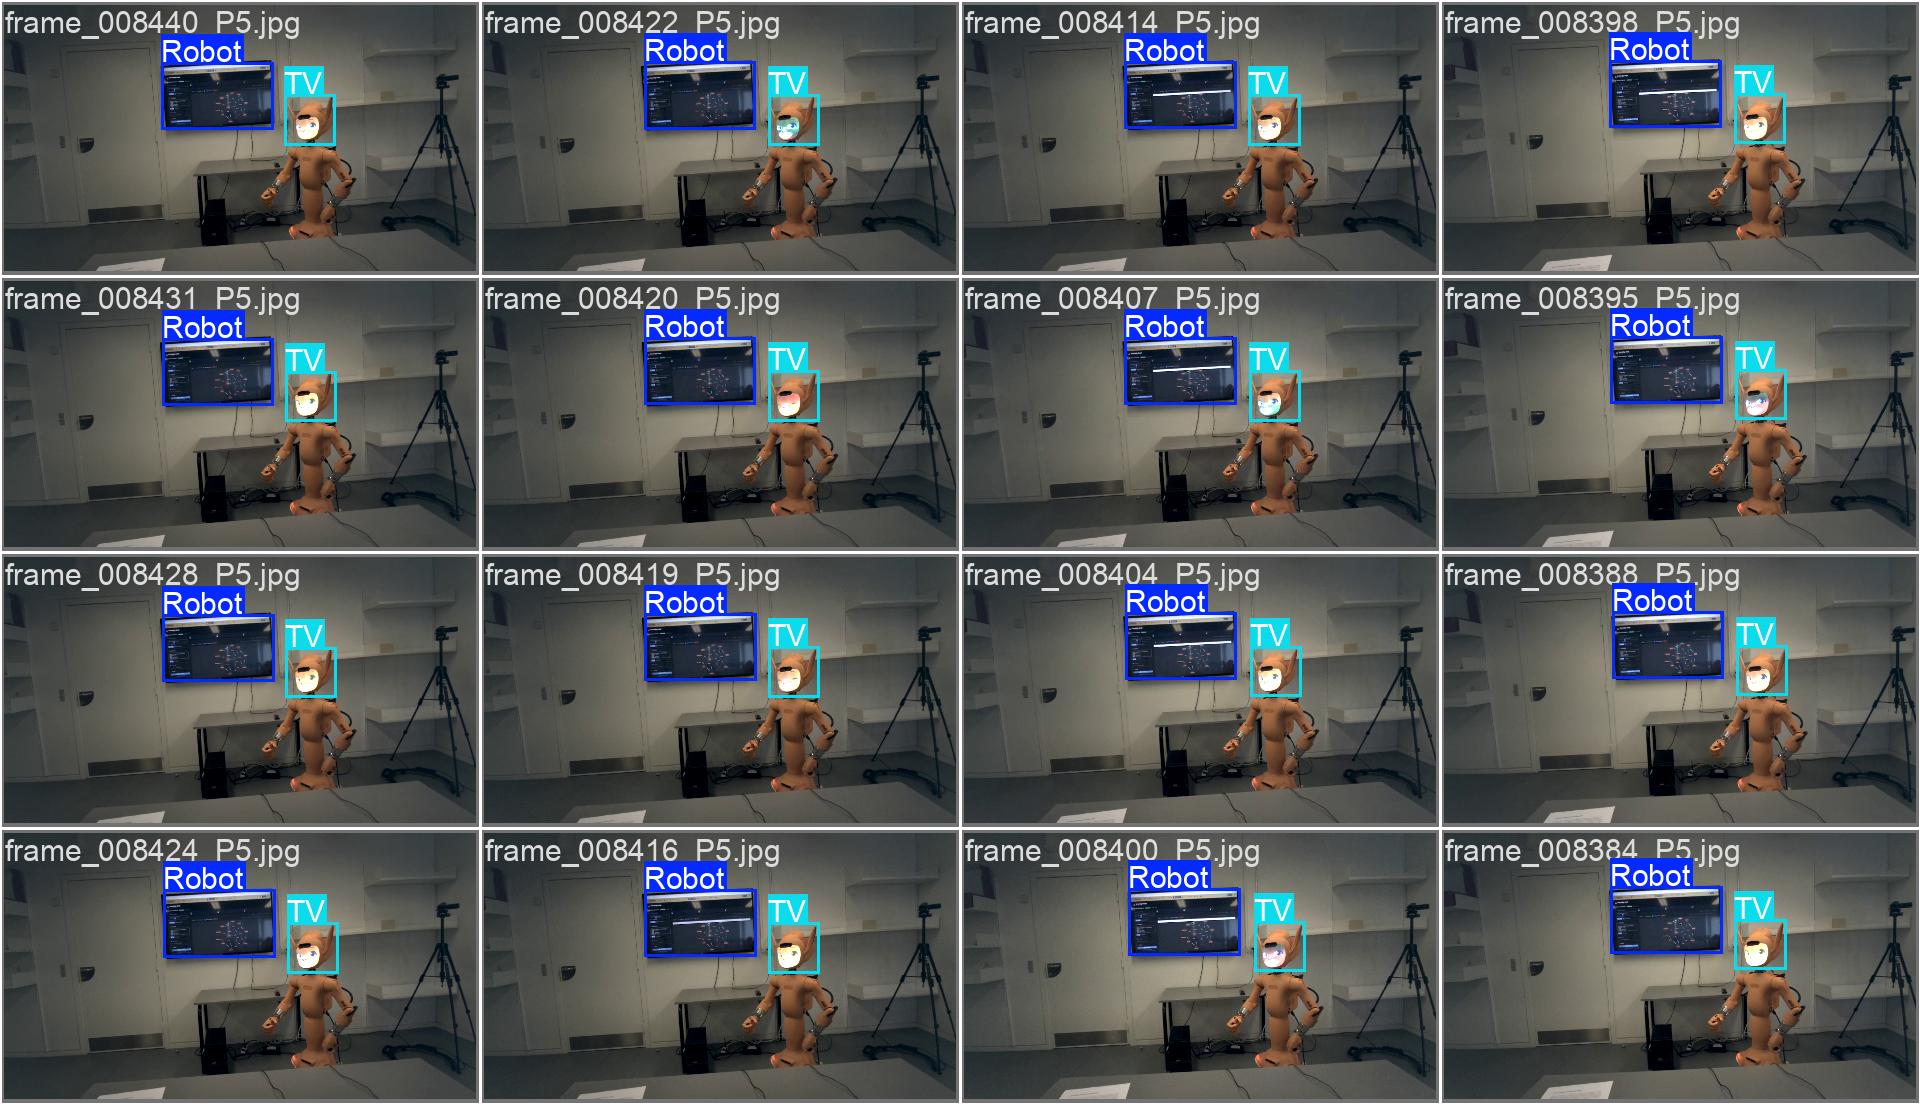 frame_008440_P5.jpg
Robot
TV
frame_008422_P5.jpg
Robot
TV
frame_008414_P5.jpg
Robot
TV
frame_008398_P5.jpg
Robot
TV
frame_008431_P5.jpg
Robot
TV
frame_008420_P5.jpg
Robot
TV
frame_008407_P5.jpg
Robot
TV
frame_008395_P5.jpg
Robot
TV
frame_008428_P5.jpg
Robot
TV
frame_008419_P5.jpg
Robot
TV
frame_008404_P5.jpg
Robot
TV
frame_008388_P5.jpg
Robot
TV
frame_008424_P5.jpg
Robot
TV
frame_008416_P5.jpg
Robot
TV
frame_008400_P5.jpg
Robot
TV
frame_008384_P5.jpg
Robot
TV